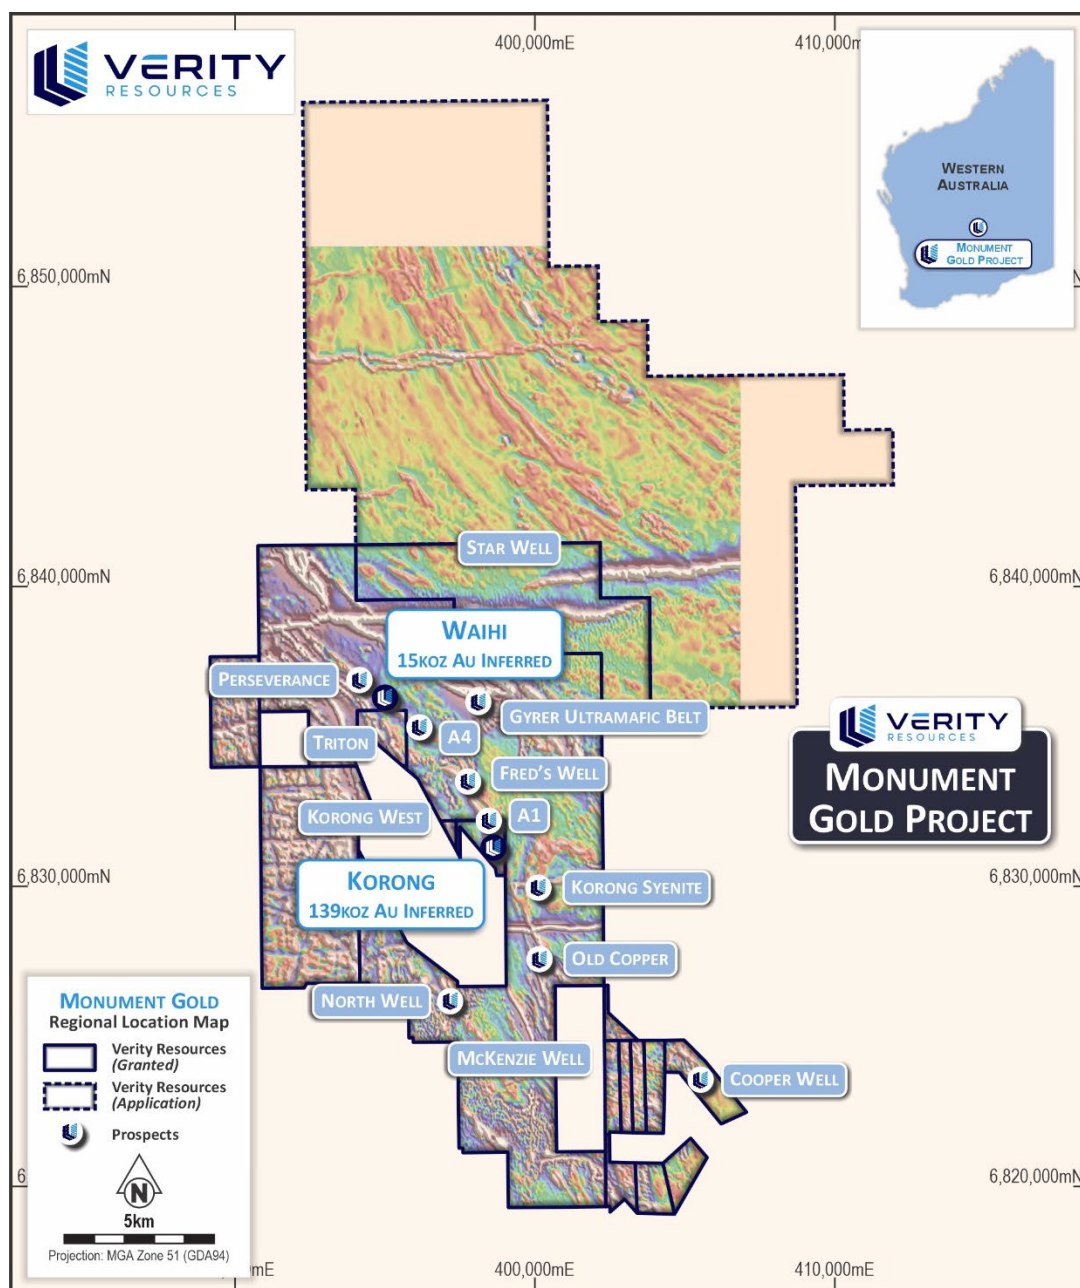 VERITY
RESOURCES
400,000mE
410,000m
WESTERN
AUSTRALIA
MONUMENT
GOLD PROJECT
6,850,000mN
N
STAR WELL
6,840,000mN
6,840,000mN
WAIHI
15KOZ AU INFERRED
PERSEVERANCE
GYRER ULTRAMAFIC BELT
TRITON
A4
FRED'S WELL
VERITY
RESOURCES
MONUMENT
GOLD PROJECT
KORONG WEST
A1
6,830,000mN
6,830,000mN
KORONG
139KOZ AU INFERRED
KORONG SYENITE
OLD COPPER
NORTH WELL
MCKENZIE WELL
COOPER WELL
MONUMENT GOLD
Regional Location Map
Verity Resources
(Granted)
Verity Resources
(Application)
Prospects
N
5km
Projection: MGA Zone 51 (GDA94)
6
6,820,000mN
mE
400,000mE
410,000mE